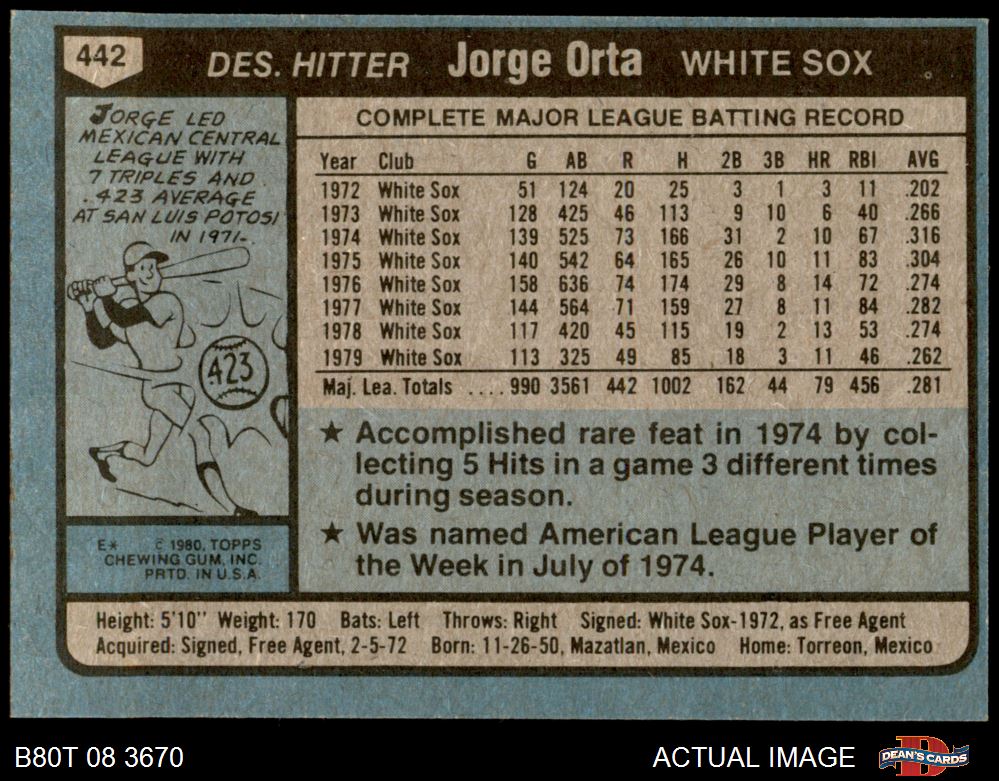 442 DES. HITTER Jorge Orta WHITE SOX
JORGE LED
MEXICAN CENTRAL
LEAGUE WITH
7 TRIPLES AND
.423 AVERAGE
AT SAN LUIS POTOSI
IN 1971.
.423
E* © 1980, TOPPS
CHEWING GUM, INC.
PRTD. IN U.S.A.
COMPLETE MAJOR LEAGUE BATTING RECORD
Year Club G AB R H 2B 3B HR RBI AVG
1972 White Sox 51 124 20 25 3 1 3 11 .202
1973 White Sox 128 425 46 113 9 10 6 40 .266
1974 White Sox 139 525 73 166 31 2 10 67 .316
1975 White Sox 140 542 64 165 26 10 11 83 .304
1976 White Sox 158 636 74 174 29 8 14 72 .274
1977 White Sox 144 564 71 159 27 8 11 84 .282
1978 White Sox 117 420 45 115 19 2 13 53 .274
1979 White Sox 113 325 49 85 18 3 11 46 .262
Maj. Lea. Totals .... 990 3561 442 1002 162 44 79 456 .281
★ Accomplished rare feat in 1974 by col-
lecting 5 Hits in a game 3 different times
during season.
★ Was named American League Player of
the Week in July of 1974.
Height: 5'10" Weight: 170 Bats: Left Throws: Right Signed: White Sox-1972, as Free Agent
Acquired: Signed, Free Agent, 2-5-72 Born: 11-26-50, Mazatlan, Mexico Home: Torreon, Mexico
B80T 08 3670 ACTUAL IMAGE DEAN'S CARDS